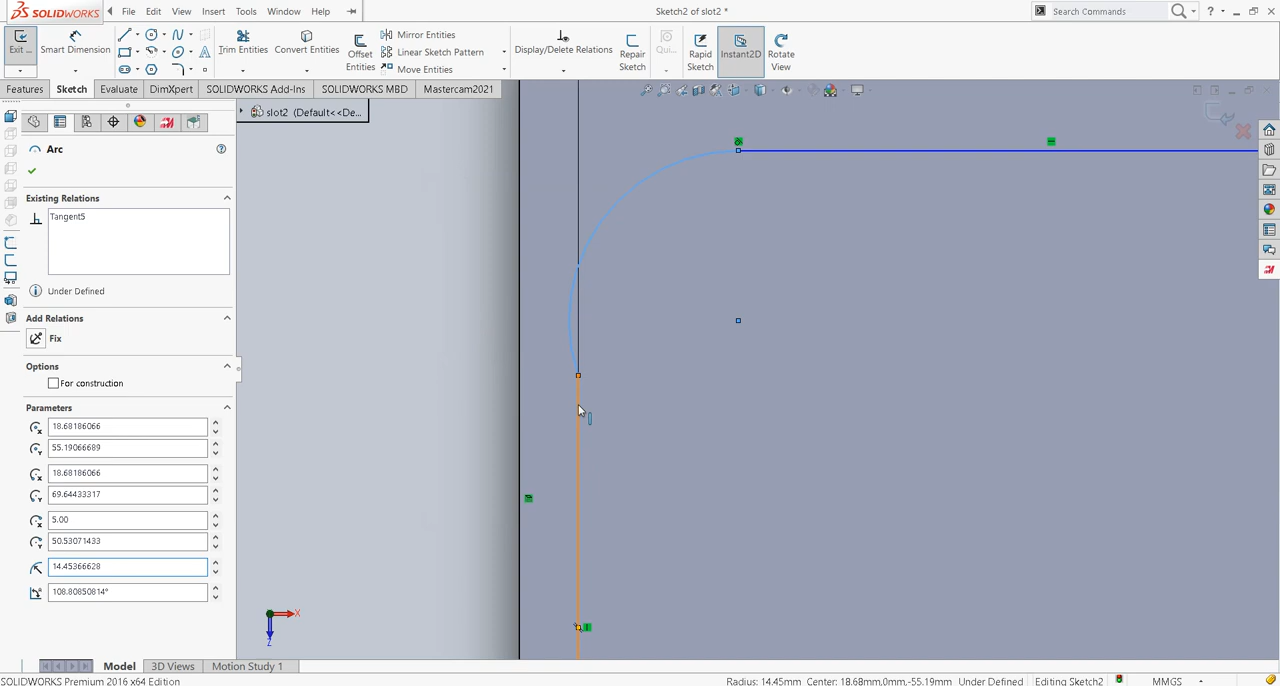 SOLIDWORKS File Edit View Insert Tools Window Help Sketch2 of slot2 * Search Commands ?
Exit ... Smart Dimension Trim Entities Convert Entities Offset Entities Mirror Entities Linear Sketch Pattern Move Entities Display/Delete Relations Repair Sketch Qui... Rapid Sketch Instant2D Rotate View
Features Sketch Evaluate DimXpert SOLIDWORKS Add-Ins SOLIDWORKS MBD Mastercam2021
slot2 (Default<<De...
Arc
Existing Relations
Tangent5
Under Defined
Add Relations
Fix
Options
For construction
Parameters
18.68186066
55.19066689
18.68186066
69.64433317
5.00
50.53071433
14.45366628
108.80850814°
X
Z
Model 3D Views Motion Study 1
SOLIDWORKS Premium 2016 x64 Edition Radius: 14.45mm Center: 18.68mm,0mm,-55.19mm Under Defined Editing Sketch2 MMGS